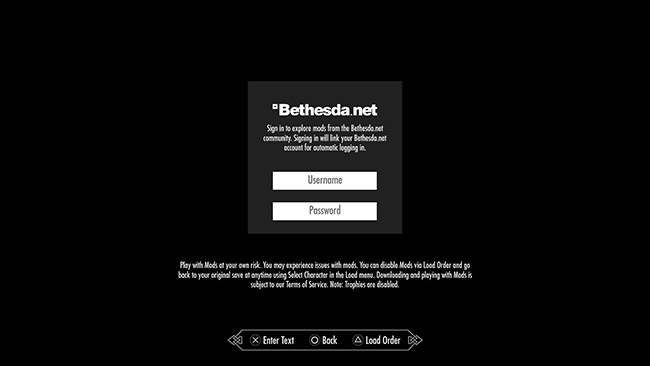 Bethesda.net
Sign in to explore mods from the Bethesda.net
community. Signing in will link your Bethesda.net
account for automatic logging in.
Username
Password
Play with Mods at your own risk. You may experience issues with mods. You can disable Mods via Load Order and go
back to your original save at anytime using Select Character in the Load menu. Downloading and playing with Mods is
subject to our Terms of Service. Note: Trophies are disabled.
Enter Text Back Load Order